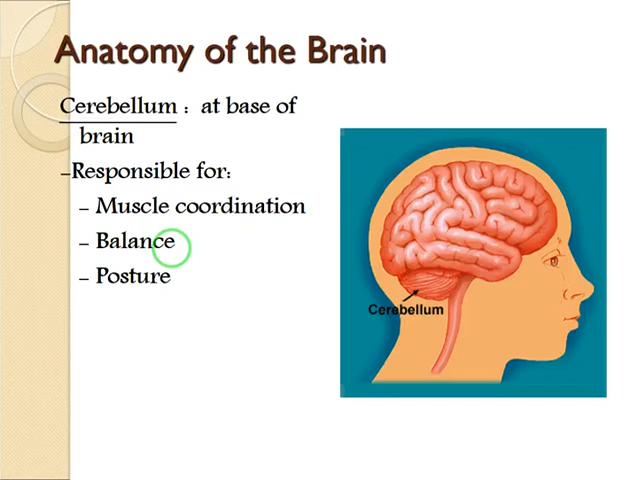 Anatomy of the Brain
Cerebellum : at base of
brain
–Responsible for:
– Muscle coordination
– Balance
– Posture
Cerebellum